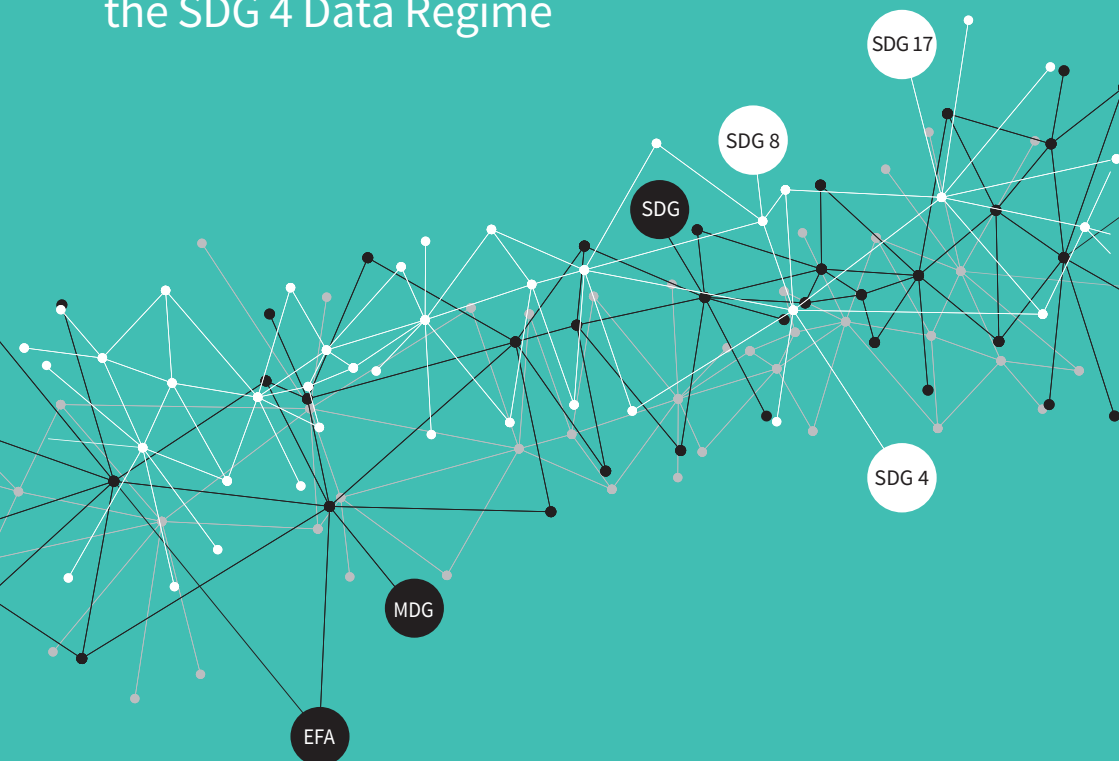 the SDG 4 Data Regime
SDG 17
SDG 8
SDG
SDG 4
MDG
EFA